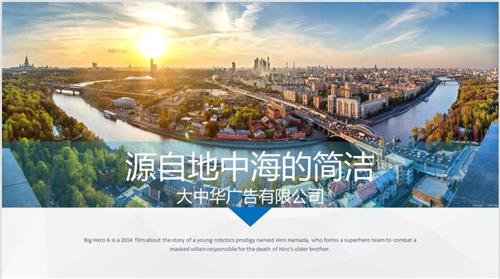 源自地中海的简洁
大中华广告有限公司
Big Hero 6 is a 2014 film about the story of a young robotics prodigy named Hiro Hamada, who forms a superhero team to combat a
masked villain responsible for the death of Hiro's older brother.